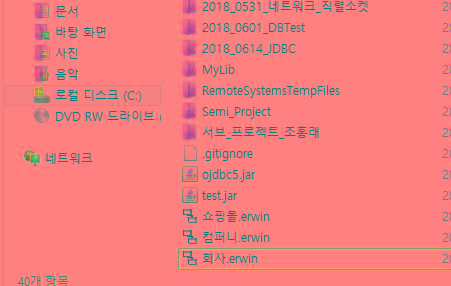 문서
바탕 화면
사진
음악
로컬 디스크 (C:)
DVD RW 드라이브 (
네트워크
2018_0531_네트워크_직렬소켓
2018_0601_DBTest
2018_0614_JDBC
MyLib
RemoteSystemsTempFiles
Semi_Project
서브_프로젝트_조홍래
.gitignore
ojdbc5.jar
test.jar
쇼핑몰.erwin
컴퍼니.erwin
회사.erwin
40개 항목